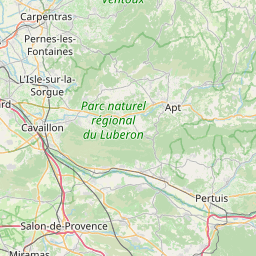 Ventoux
Carpentras
Pernes-les-
Fontaines
L'Isle-sur-la-
Sorgue
Parc naturel
régional
du Luberon
Apt
Cavaillon
Pertuis
Salon-de-Provence